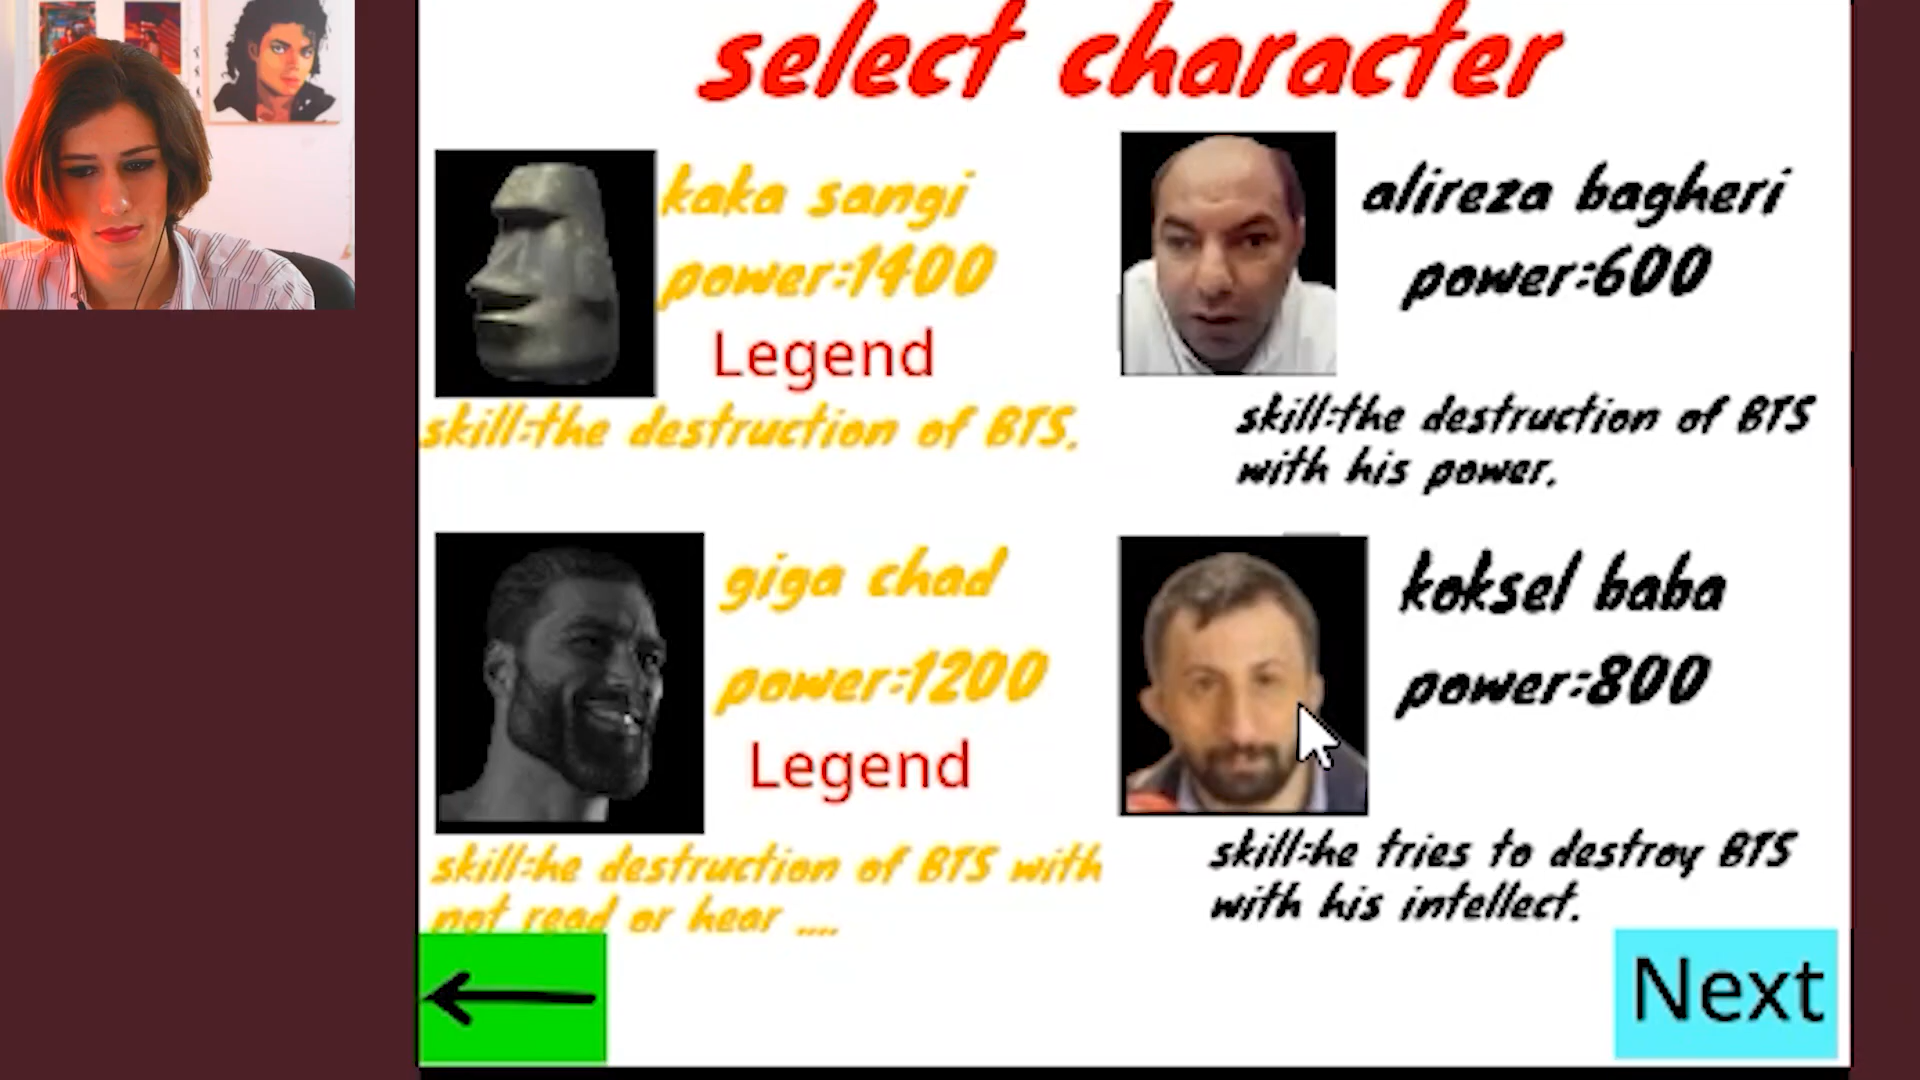 select character
kaka sangi
power:1400
Legend
skill:the destruction of BTS.
alireza bagheri
power:600
skill:the destruction of BTS
with his power.
giga chad
power:1200
Legend
skill:he destruction of BTS with
not read or hear ....
koksel baba
power:800
skill:he tries to destroy BTS
with his intellect.
Next